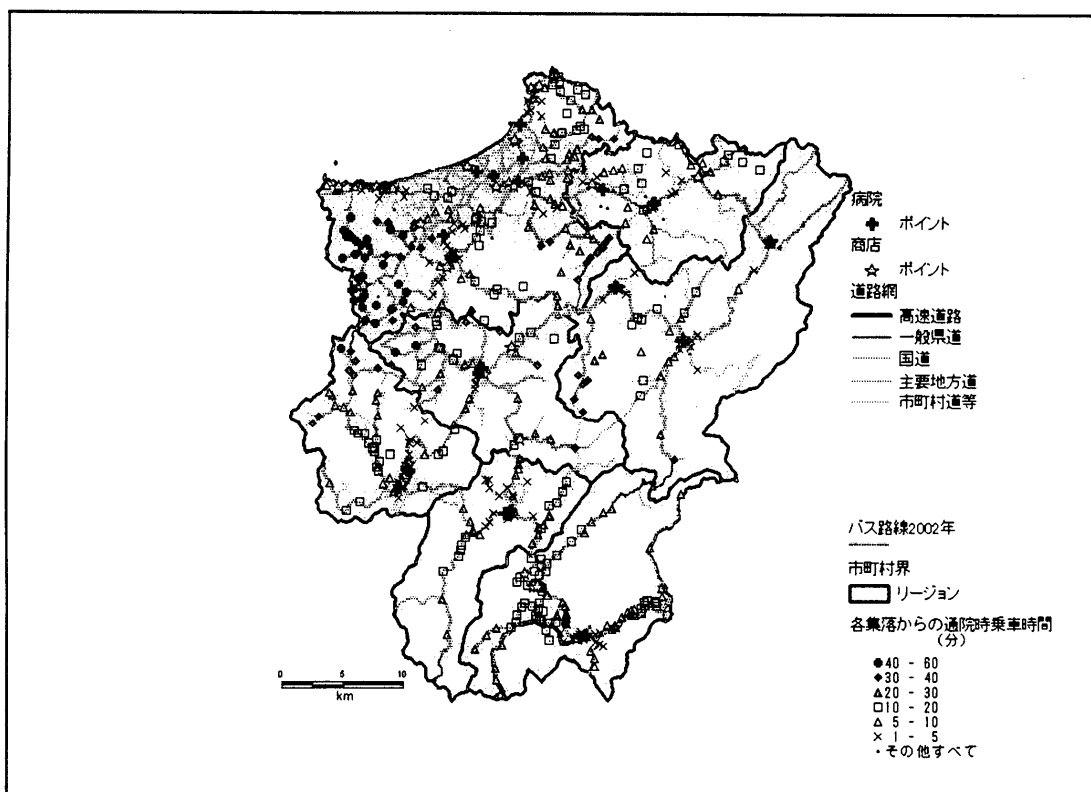 病院
ポイント
商店
ポイント
道路網
高速道路
一般県道
国道
主要地方道
市町村道等
バス路線2002年
市町村界
リージョン
各集落からの通院時乗車時間
(分)
40 - 60
30 - 40
20 - 30
10 - 20
5 - 10
1 - 5
その他すべて
0 5 10
km